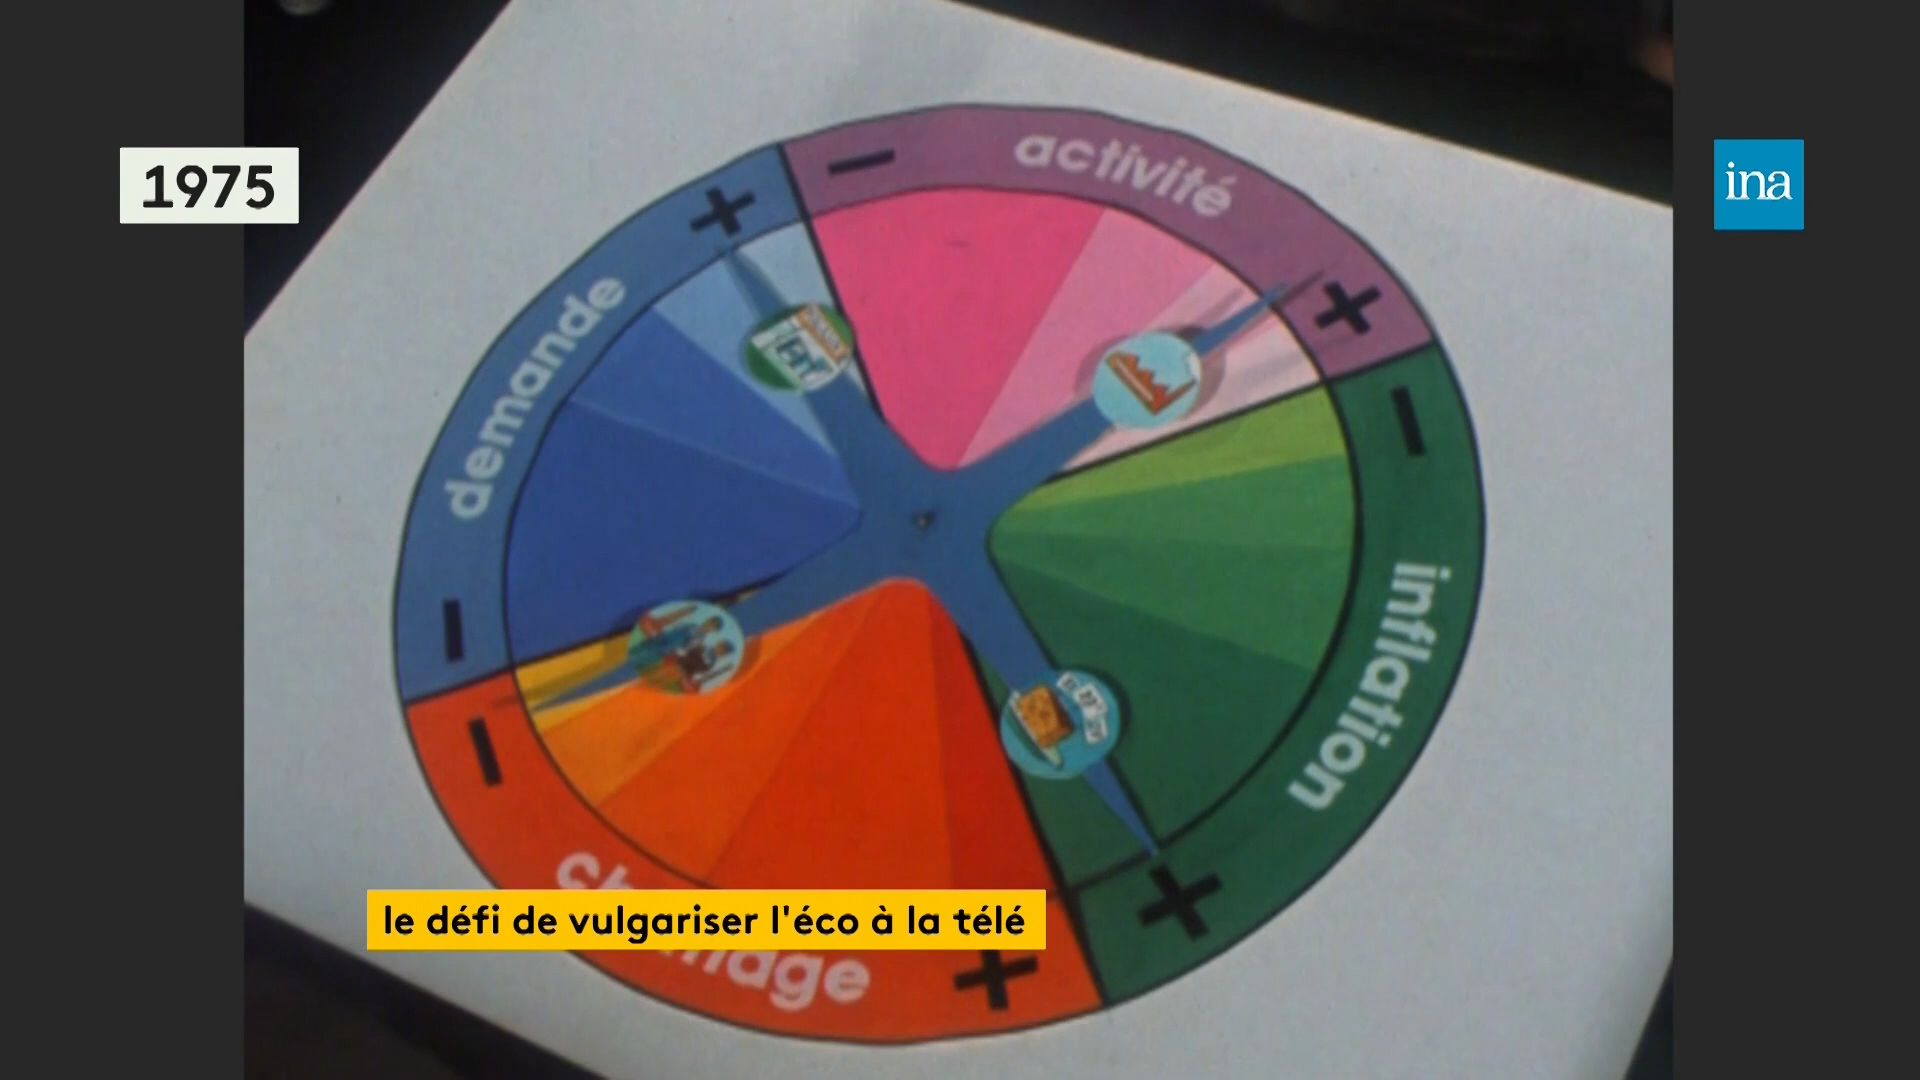 1975
ina
activité
demande
inflation
le défi de vulgariser l'éco à la télé